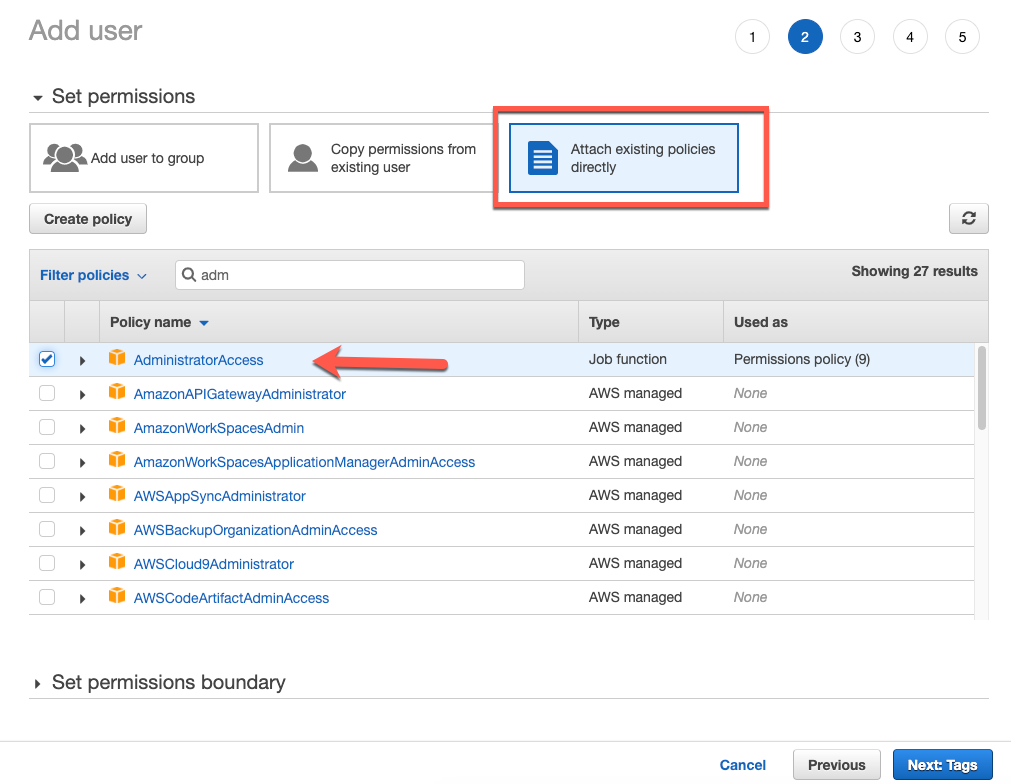 Add user
1 2 3 4 5
Set permissions
Add user to group
Copy permissions from
existing user
Attach existing policies
directly
Create policy
Filter policies adm Showing 27 results
Policy name Type Used as
AdministratorAccess Job function Permissions policy (9)
AmazonAPIGatewayAdministrator AWS managed None
AmazonWorkSpacesAdmin AWS managed None
AmazonWorkSpacesApplicationManagerAdminAccess AWS managed None
AWSAppSyncAdministrator AWS managed None
AWSBackupOrganizationAdminAccess AWS managed None
AWSCloud9Administrator AWS managed None
AWSCodeArtifactAdminAccess AWS managed None
Set permissions boundary
Cancel Previous Next: Tags